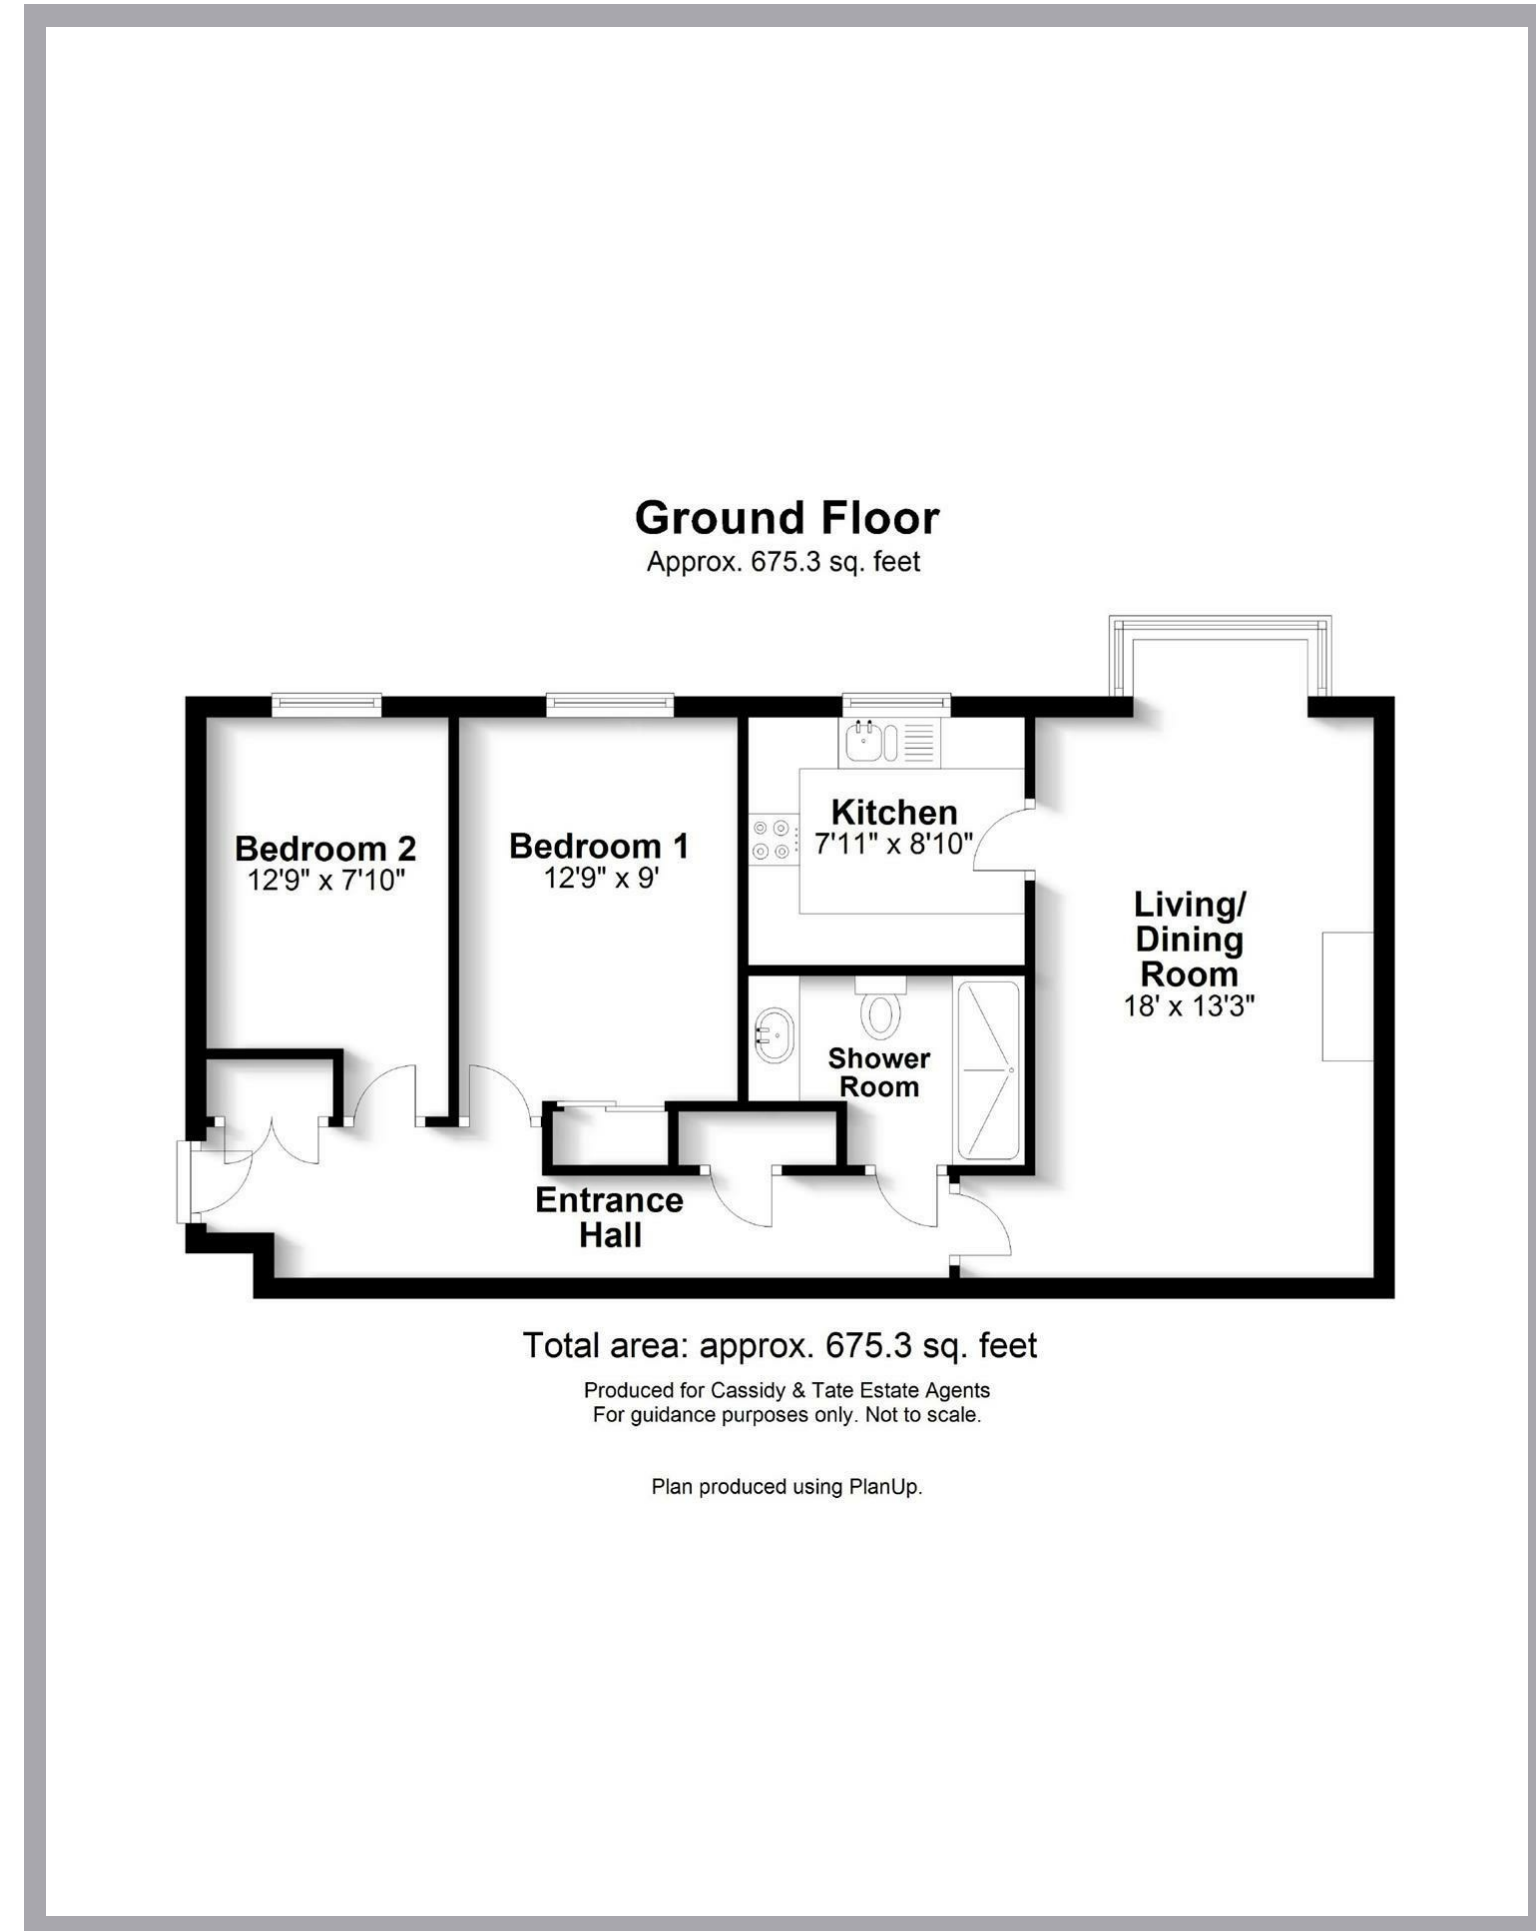 Ground Floor
Approx. 675.3 sq. feet
Bedroom 2
12'9" x 7'10"
Bedroom 1
12'9" x 9'
Kitchen
7'11" x 8'10"
Living/
Dining
Room
18' x 13'3"
Shower
Room
Entrance
Hall
Total area: approx. 675.3 sq. feet
Produced for Cassidy & Tate Estate Agents
For guidance purposes only. Not to scale.
Plan produced using PlanUp.